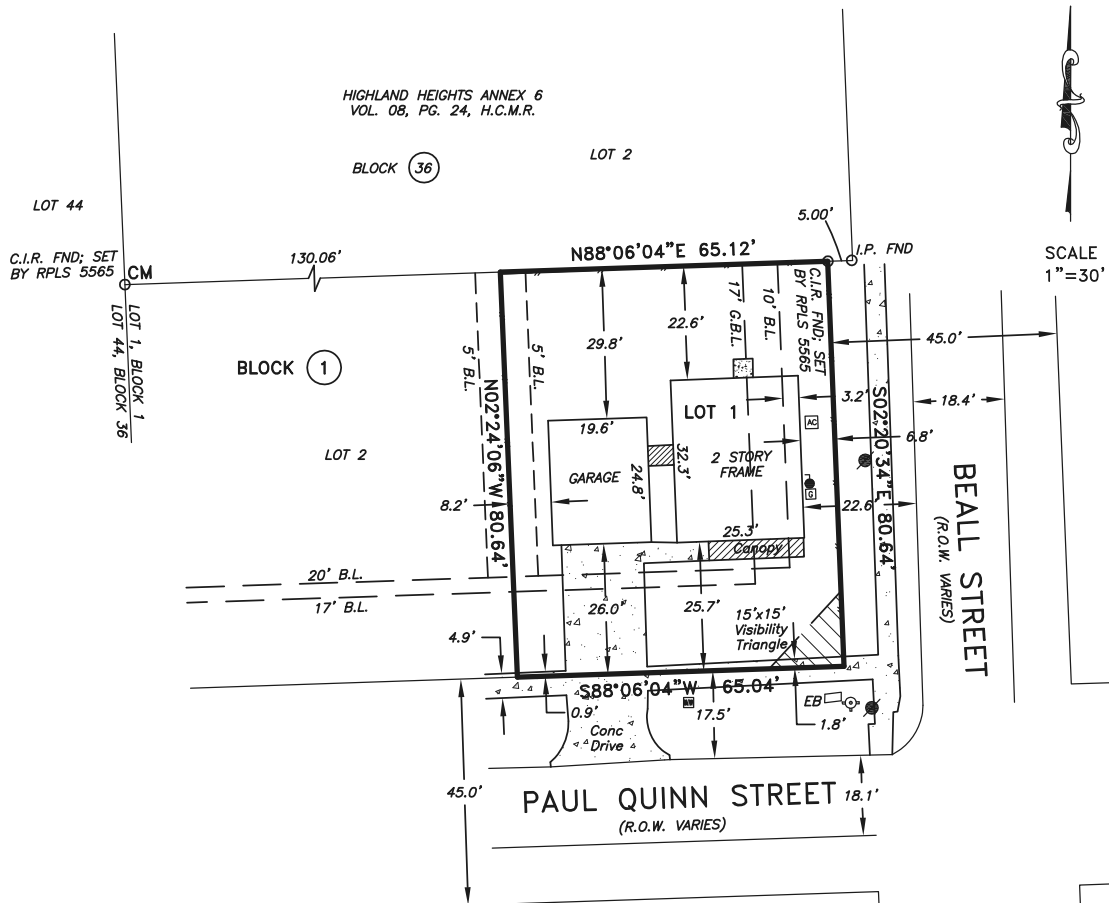 HIGHLAND HEIGHTS ANNEX 6
VOL. 08, PG. 24, H.C.M.R.
BLOCK 36
LOT 2
LOT 44
5.00'
C.I.R. FND; SET
BY RPLS 5565
CM
130.06'
N88°06'04"E 65.12'
I.P. FND
SCALE
1"=30'
LOT 1, BLOCK 1
LOT 44, BLOCK 36
BLOCK 1
LOT 2
5' B.L.
5' B.L.
N02°24'06"W 80.64'
29.8'
22.6'
17' G.B.L.
10' B.L.
C.I.R. FND; SET
BY RPLS 5565
45.0'
3.2'
18.4'
6.8'
S02°20'34"E 80.64'
LOT 1
AC
19.6'
32.3'
2 STORY
FRAME
GARAGE
24.8'
G
8.2'
22.6'
25.3'
Canopy
BEALL STREET
(R.O.W. VARIES)
20' B.L.
17' B.L.
26.0'
25.7'
15'x15'
Visibility
Triangle
4.9'
S88°06'04"W 65.04'
0.9'
17.5'
EB
1.8'
Conc
Drive
45.0'
PAUL QUINN STREET
(R.O.W. VARIES)
18.1'